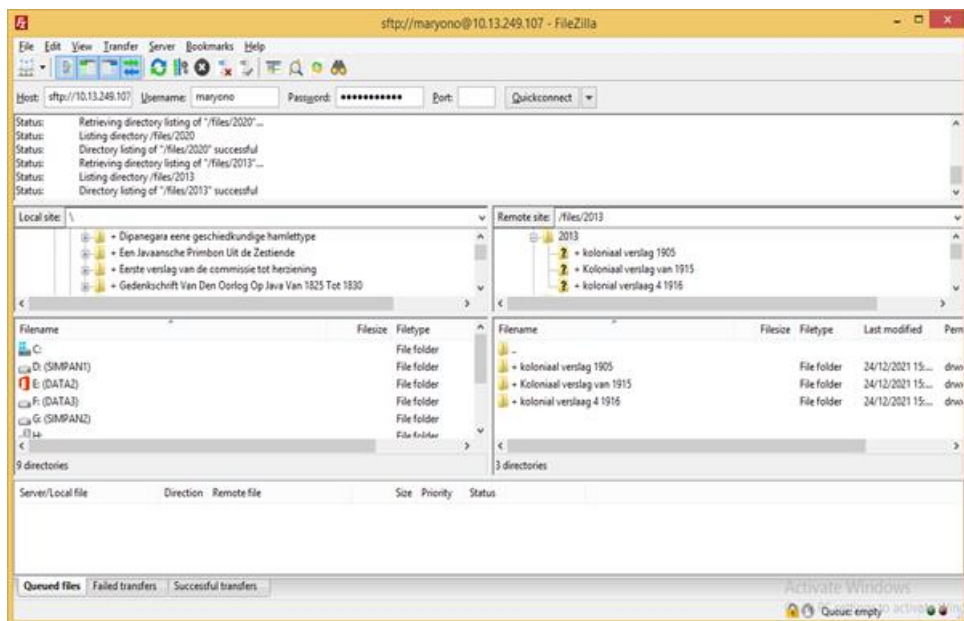 sftp://maryono@10.13.249.107 - FileZilla
File Edit View Transfer Server Bookmarks Help
Host: sftp://10.13.249.107 Username: maryono Password: ●●●●●●●●●●● Port: Quickconnect
Status: Retrieving directory listing of "/files/2020"...
Status: Listing directory /files/2020
Status: Directory listing of "/files/2020" successful
Status: Retrieving directory listing of "/files/2013"...
Status: Listing directory /files/2013
Status: Directory listing of "/files/2013" successful
Local site: \
+ Dipanegara eene geschiedkundige hamlettype
+ Een Javaansche Primbon Uit de Zestiende
+ Eerste verslag van de commissie tot herziening
+ Gedenkschrift Van Den Oorlog Op Java Van 1825 Tot 1830
Remote site: /files/2013
2013
+ koloniaal verslag 1905
+ Koloniaal verslag van 1915
+ kolonial verslaag 4 1916
Filename Filesize Filetype
C: File folder
D: (SIMPAN1) File folder
E: (DATA2) File folder
F: (DATA3) File folder
G: (SIMPAN2) File folder
H: File folder
9 directories
Filename Filesize Filetype Last modified Perm
..
+ koloniaal verslag 1905 File folder 24/12/2021 15:... drwx
+ Koloniaal verslag van 1915 File folder 24/12/2021 15:... drwx
+ kolonial verslaag 4 1916 File folder 24/12/2021 15:... drwx
3 directories
Server/Local file Direction Remote file Size Priority Status
Queued files Failed transfers Successful transfers
Activate Windows
Queue: empty